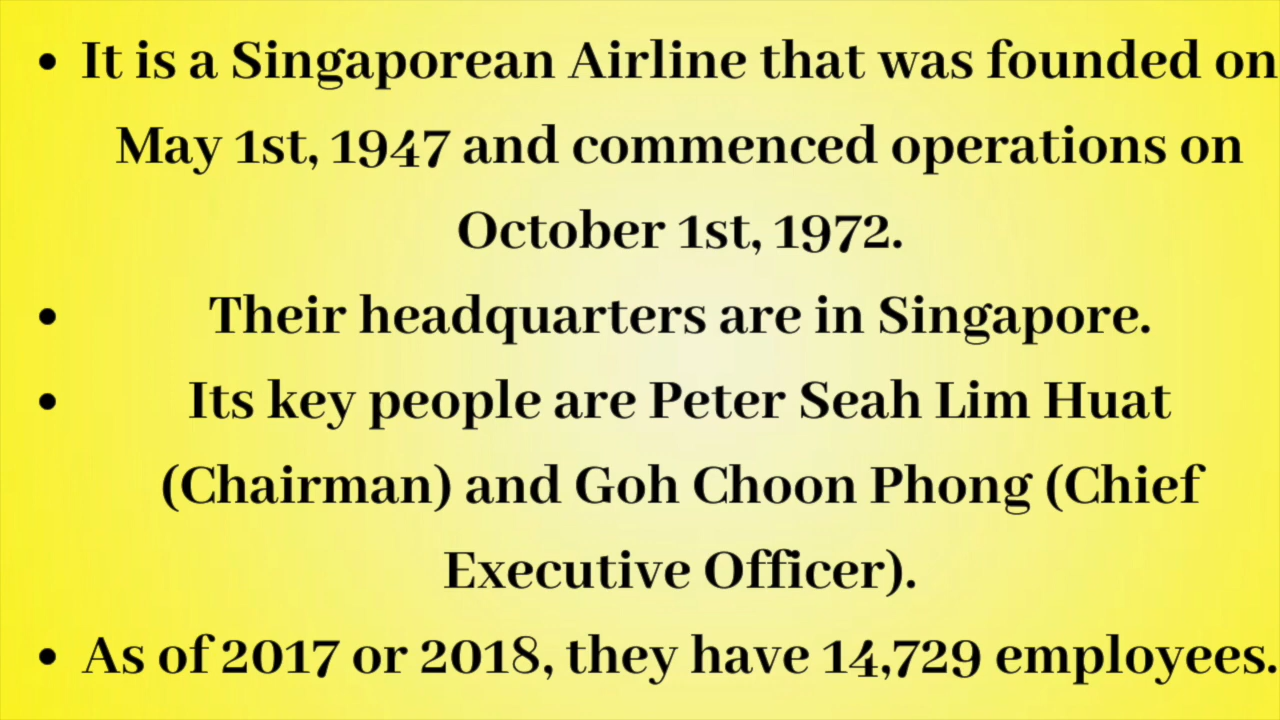 • It is a Singaporean Airline that was founded on
May 1st, 1947 and commenced operations on
October 1st, 1972.
• Their headquarters are in Singapore.
• Its key people are Peter Seah Lim Huat
(Chairman) and Goh Choon Phong (Chief
Executive Officer).
• As of 2017 or 2018, they have 14,729 employees.